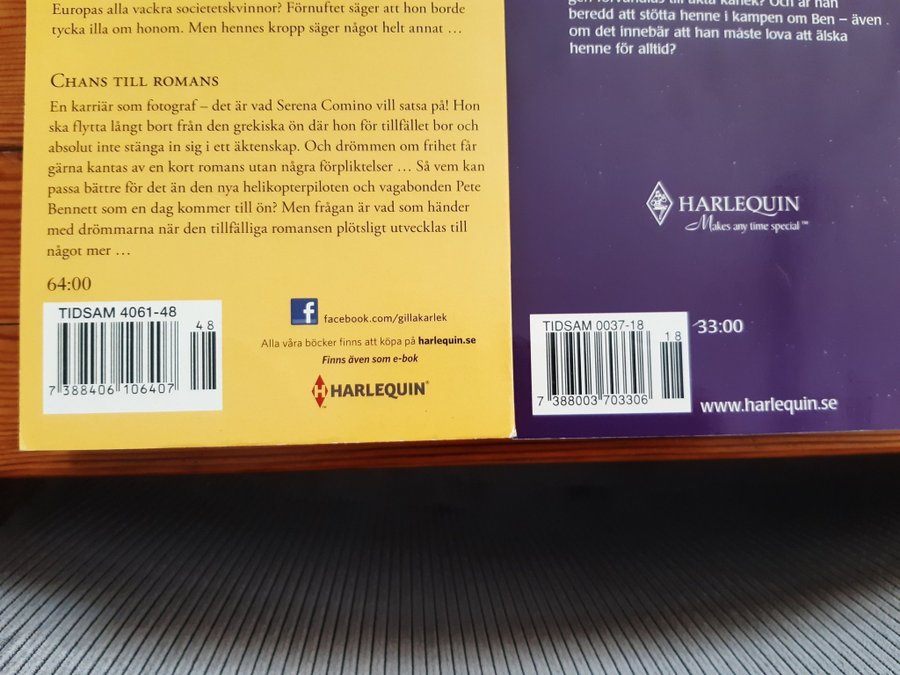 Europas alla vackra societetskvinnor? Förnuftet säger att hon borde
tycka illa om honom. Men hennes kropp säger något helt annat …
CHANS TILL ROMANS
En karriär som fotograf – det är vad Serena Comino vill satsa på! Hon
ska flytta långt bort från den grekiska ön där hon för tillfället bor och
absolut inte stänga in sig i ett äktenskap. Och drömmen om frihet får
gärna kantas av en kort romans utan några förpliktelser … Så vem kan
passa bättre för det än den nya helikopterpiloten och vagabonden Pete
Bennett som en dag kommer till ön? Men frågan är vad som händer
med drömmarna när den tillfälliga romansen plötsligt utvecklas till
något mer …
64:00
TIDSAM 4061-48
48
7 388406 106407
f facebook.com/gillakarlek
Alla våra böcker finns att köpa på harlequin.se
Finns även som e-bok
H HARLEQUIN®
™
till äkta kärlek? Och är han
beredd att stötta henne i kampen om Ben – även
om det innebär att han måste lova att älska
henne för alltid?
HARLEQUIN
Makes any time special™
TIDSAM 0037-18
18
7 388003 703306
33:00
www.harlequin.se